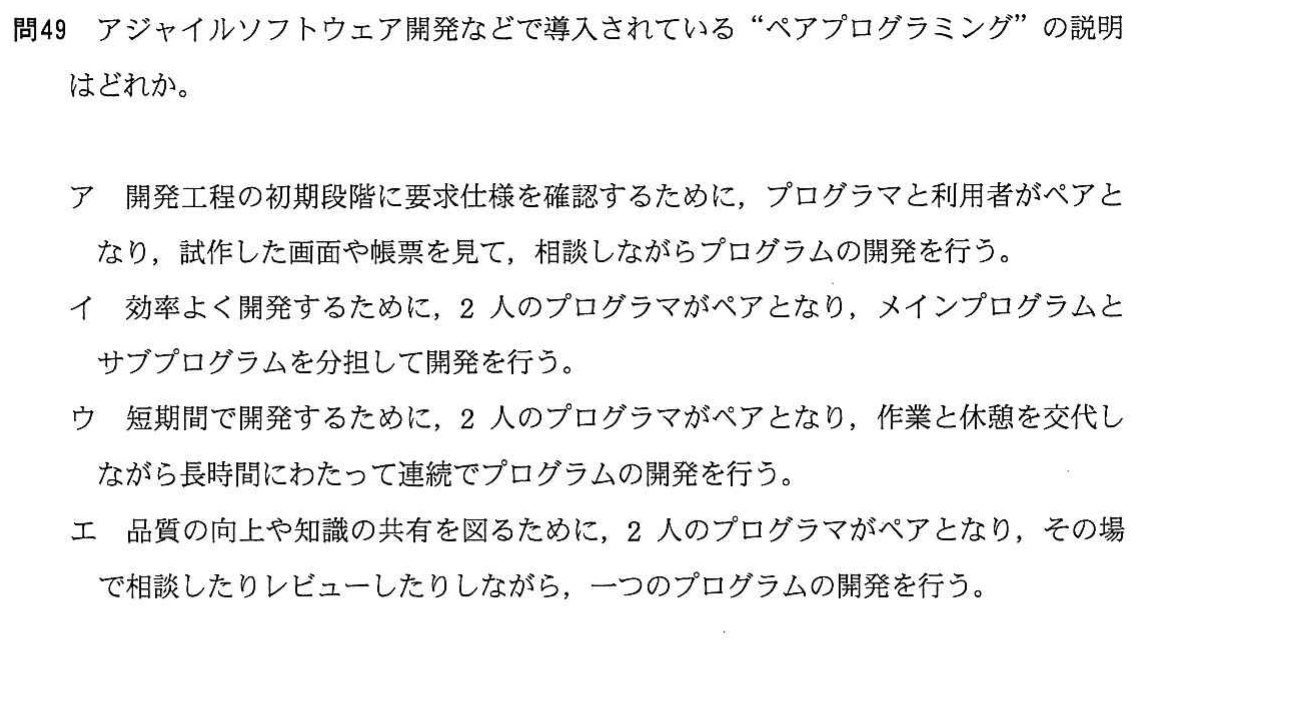 問49　アジャイルソフトウェア開発などで導入されている“ペアプログラミング”の説明
はどれか。
ア　開発工程の初期段階に要求仕様を確認するために，プログラマと利用者がペアと
なり，試作した画面や帳票を見て，相談しながらプログラムの開発を行う。
イ　効率よく開発するために，2 人のプログラマがペアとなり，メインプログラムと
サブプログラムを分担して開発を行う。
ウ　短期間で開発するために，2 人のプログラマがペアとなり，作業と休憩を交代し
ながら長時間にわたって連続でプログラムの開発を行う。
エ　品質の向上や知識の共有を図るために，2 人のプログラマがペアとなり，その場
で相談したりレビューしたりしながら，一つのプログラムの開発を行う。